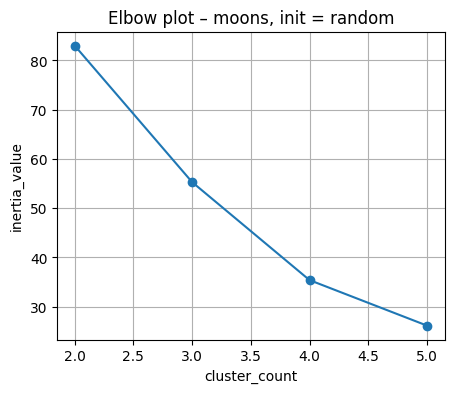 Elbow plot – moons, init = random
inertia_value
80
70
60
50
40
30
2.0 2.5 3.0 3.5 4.0 4.5 5.0
cluster_count